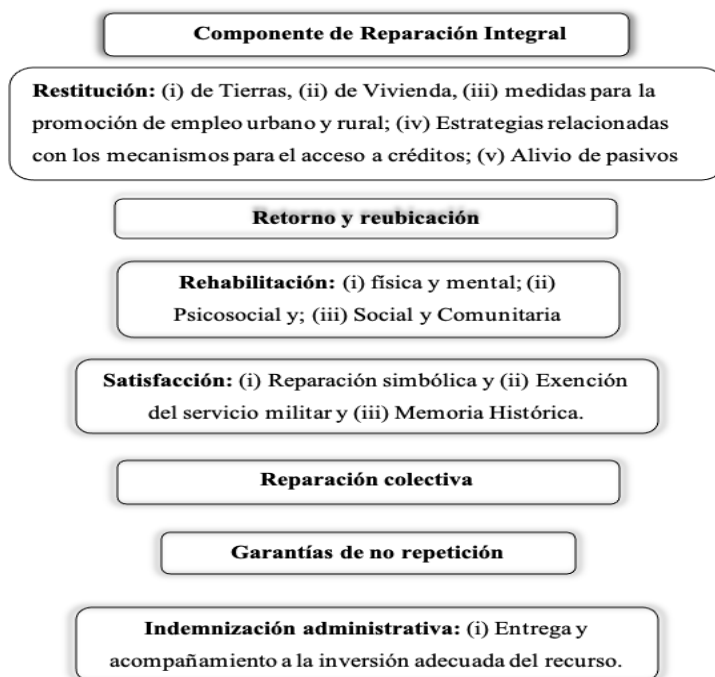 Componente de Reparación Integral
Restitución: (i) de Tierras, (ii) de Vivienda, (iii) medidas para la
promoción de empleo urbano y rural; (iv) Estrategias relacionadas
con los mecanismos para el acceso a créditos; (v) Alivio de pasivos
Retorno y reubicación
Rehabilitación: (i) física y mental; (ii)
Psicosocial y; (iii) Social y Comunitaria
Satisfacción: (i) Reparación simbólica y (ii) Exención
del servicio militar y (iii) Memoria Histórica.
Reparación colectiva
Garantías de no repetición
Indemnización administrativa: (i) Entrega y
acompañamiento a la inversión adecuada del recurso.